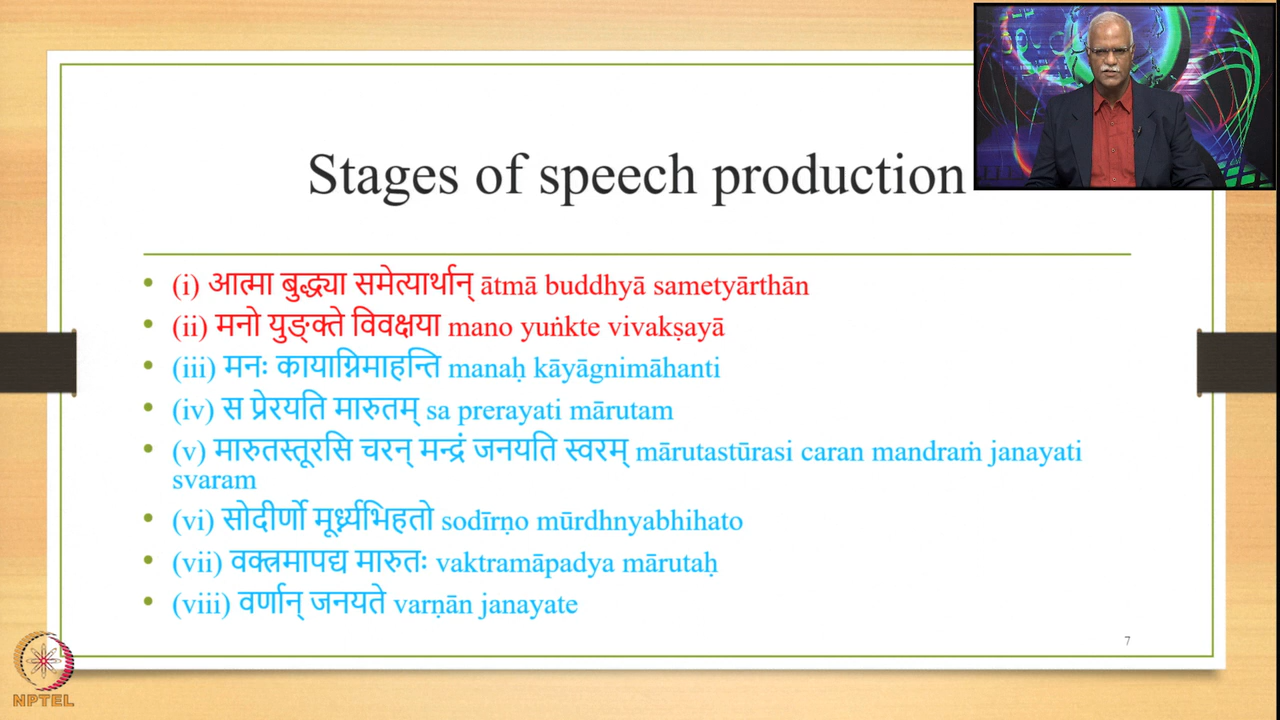 Stages of speech production
• (i) आत्मा बुद्ध्या समेत्यार्थान् ātmā buddhyā sametyārthān
• (ii) मनो युङ्क्ते विवक्षया mano yuṅkte vivakṣayā
• (iii) मनः कायाग्निमाहन्ति manaḥ kāyāgnimāhanti
• (iv) स प्रेरयति मारुतम् sa prerayati mārutam
• (v) मारुतस्तूरसि चरन् मन्द्रं जनयति स्वरम् mārutastūrasi caran mandraṁ janayati
svaram
• (vi) सोदीर्णो मूर्ध्न्यभिहतो sodīrṇo mūrdhnyabhihato
• (vii) वक्त्रमापद्य मारुतः vaktramāpadya mārutaḥ
• (viii) वर्णान् जनयते varṇān janayate
7
NPTEL